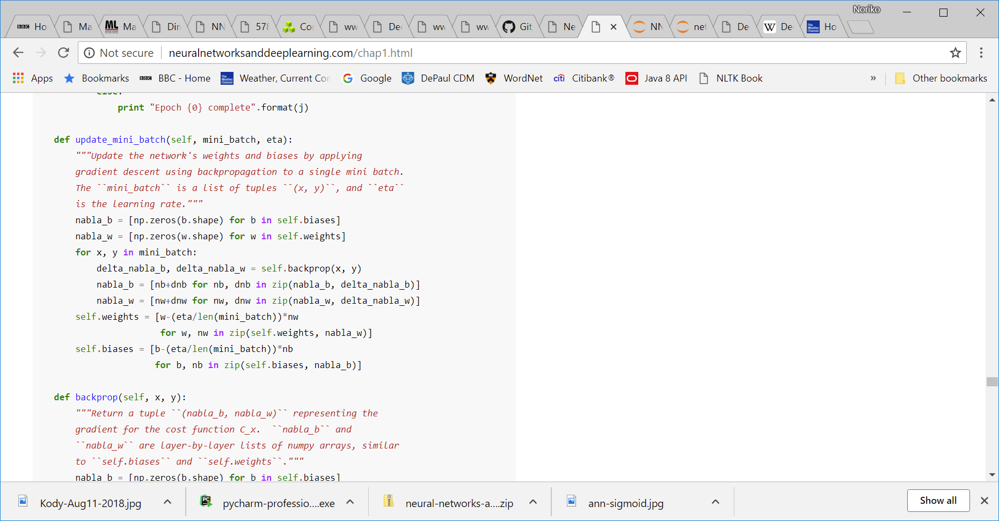 Noriko
BBC Ho
Ma
ML Ma
Din
NN
578
Co
ww
Dee
ww
ww
Git
Ne
NN
net
De
W De
Ho
Not secure neuralnetworksanddeeplearning.com/chap1.html
Apps Bookmarks BBC BBC - Home Weather, Current Con Google DePaul CDM WordNet citi Citibank® Java 8 API NLTK Book » Other bookmarks
else:
print "Epoch {0} complete".format(j)
def update_mini_batch(self, mini_batch, eta):
"""Update the network's weights and biases by applying
gradient descent using backpropagation to a single mini batch.
The ``mini_batch`` is a list of tuples ``(x, y)``, and ``eta``
is the learning rate."""
nabla_b = [np.zeros(b.shape) for b in self.biases]
nabla_w = [np.zeros(w.shape) for w in self.weights]
for x, y in mini_batch:
delta_nabla_b, delta_nabla_w = self.backprop(x, y)
nabla_b = [nb+dnb for nb, dnb in zip(nabla_b, delta_nabla_b)]
nabla_w = [nw+dnw for nw, dnw in zip(nabla_w, delta_nabla_w)]
self.weights = [w-(eta/len(mini_batch))*nw
for w, nw in zip(self.weights, nabla_w)]
self.biases = [b-(eta/len(mini_batch))*nb
for b, nb in zip(self.biases, nabla_b)]
def backprop(self, x, y):
"""Return a tuple ``(nabla_b, nabla_w)`` representing the
gradient for the cost function C_x.  ``nabla_b`` and
``nabla_w`` are layer-by-layer lists of numpy arrays, similar
to ``self.biases`` and ``self.weights``."""
nabla_b = [np.zeros(b.shape) for b in self.biases]
Kody-Aug11-2018.jpg
PC pycharm-professio....exe
neural-networks-a....zip
ann-sigmoid.jpg
Show all